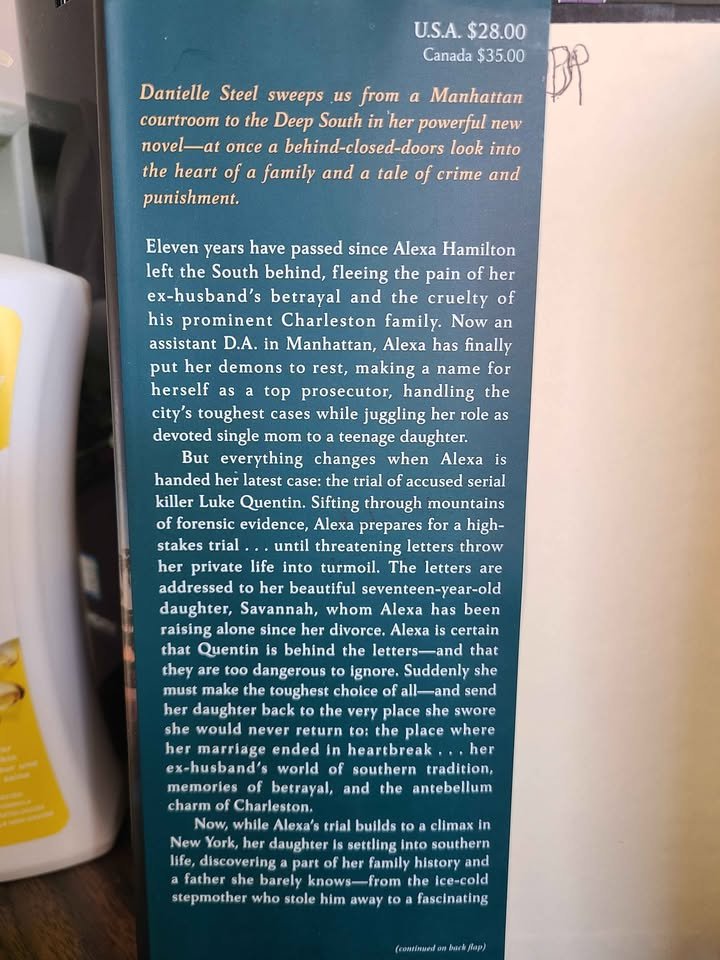 U.S.A. $28.00
Canada $35.00
Danielle Steel sweeps us from a Manhattan
courtroom to the Deep South in her powerful new
novel—at once a behind-closed-doors look into
the heart of a family and a tale of crime and
punishment.
Eleven years have passed since Alexa Hamilton
left the South behind, fleeing the pain of her
ex-husband's betrayal and the cruelty of
his prominent Charleston family. Now an
assistant D.A. in Manhattan, Alexa has finally
put her demons to rest, making a name for
herself as a top prosecutor, handling the
city's toughest cases while juggling her role as
devoted single mom to a teenage daughter.
But everything changes when Alexa is
handed her latest case: the trial of accused serial
killer Luke Quentin. Sifting through mountains
of forensic evidence, Alexa prepares for a high-
stakes trial . . . until threatening letters throw
her private life into turmoil. The letters are
addressed to her beautiful seventeen-year-old
daughter, Savannah, whom Alexa has been
raising alone since her divorce. Alexa is certain
that Quentin is behind the letters—and that
they are too dangerous to ignore. Suddenly she
must make the toughest choice of all—and send
her daughter back to the very place she swore
she would never return to: the place where
her marriage ended in heartbreak . . . her
ex-husband's world of southern tradition,
memories of betrayal, and the antebellum
charm of Charleston.
Now, while Alexa's trial builds to a climax in
New York, her daughter is settling into southern
life, discovering a part of her family history and
a father she barely knows—from the ice-cold
stepmother who stole him away to a fascinating
(continued on back flap)